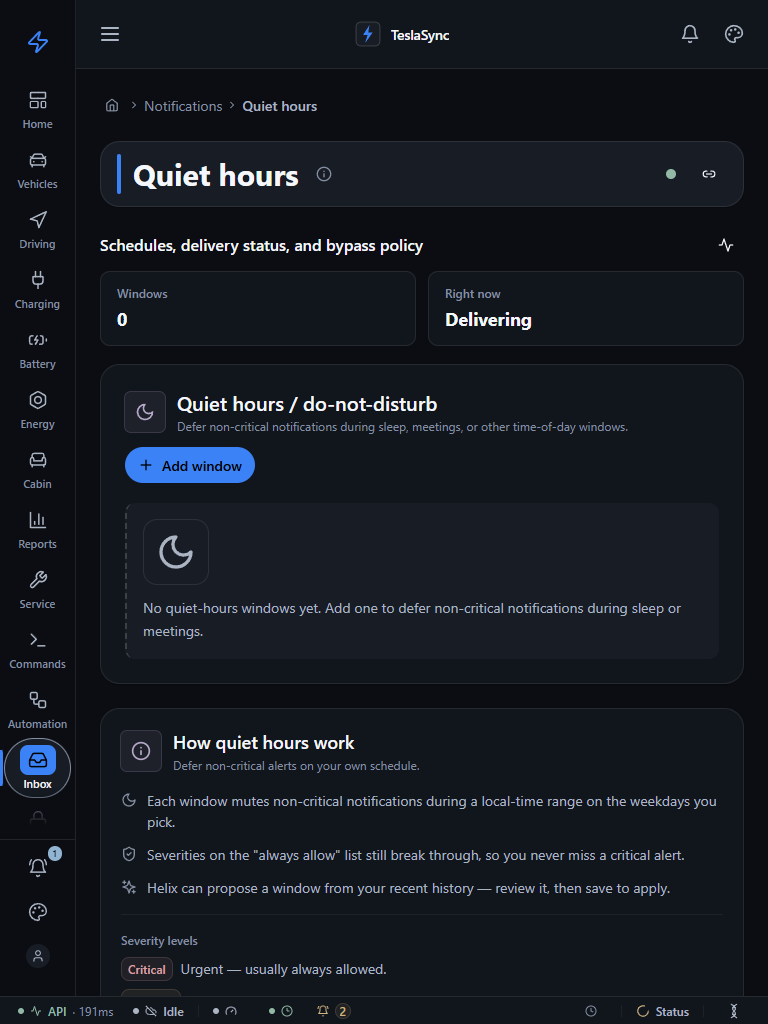 TeslaSync
Home
Vehicles
Driving
Charging
Battery
Energy
Cabin
Reports
Service
Commands
Automation
Inbox
1
Notifications
Quiet hours
Quiet hours
Schedules, delivery status, and bypass policy
Windows
0
Right now
Delivering
Quiet hours / do-not-disturb
Defer non-critical notifications during sleep, meetings, or other time-of-day windows.
Add window
No quiet-hours windows yet. Add one to defer non-critical notifications during sleep or
meetings.
How quiet hours work
Defer non-critical alerts on your own schedule.
Each window mutes non-critical notifications during a local-time range on the weekdays you
pick.
Severities on the "always allow" list still break through, so you never miss a critical alert.
Helix can propose a window from your recent history — review it, then save to apply.
Severity levels
Critical Urgent — usually always allowed.
API · 191ms
Idle
2
Status